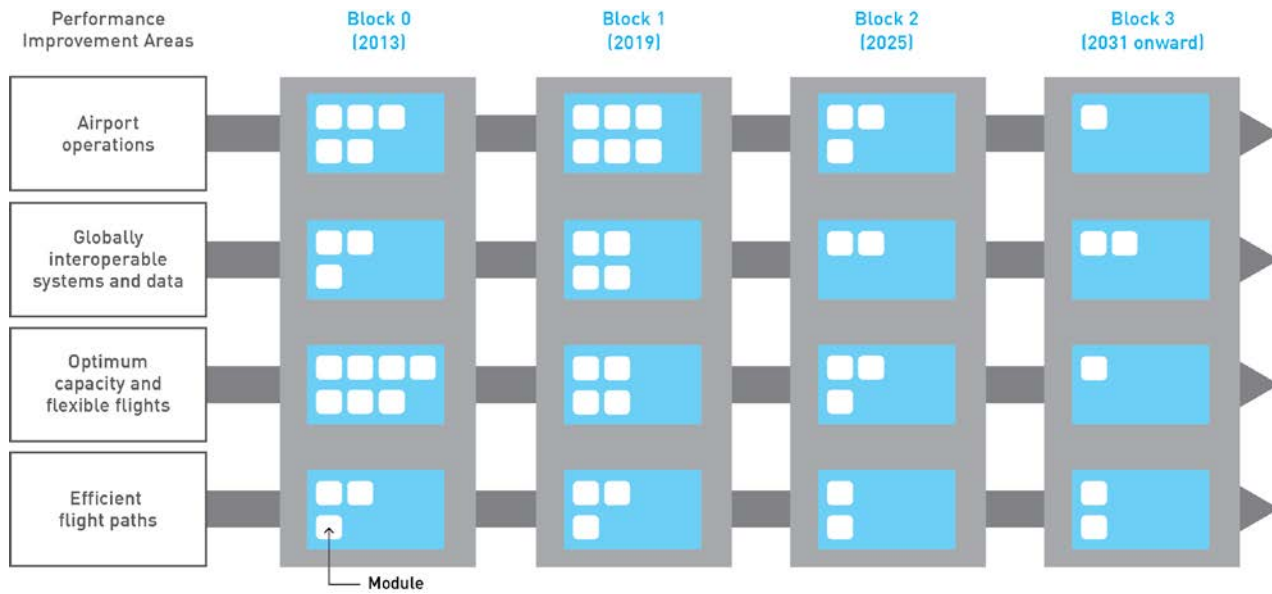 Performance
Improvement Areas
Block 0
(2013)
Block 1
(2019)
Block 2
(2025)
Block 3
(2031 onward)
Airport
operations
Globally
interoperable
systems and data
Optimum
capacity and
flexible flights
Efficient
flight paths
Module